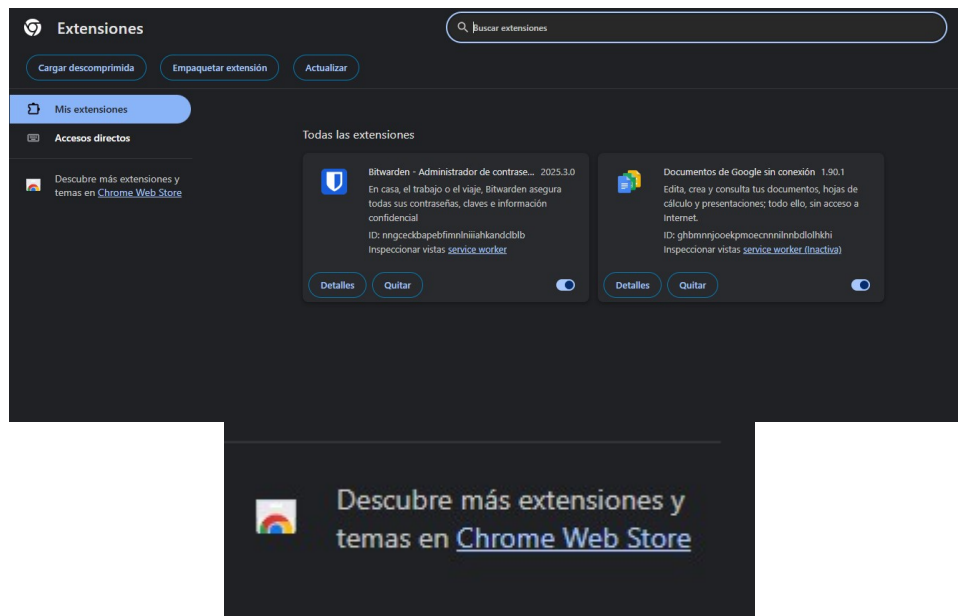 Extensiones
Buscar extensiones
Cargar descomprimida
Empaquetar extensión
Actualizar
Mis extensiones
Accesos directos
Descubre más extensiones y
temas en Chrome Web Store
Todas las extensiones
Bitwarden - Administrador de contrase... 2025.3.0
En casa, el trabajo o el viaje, Bitwarden asegura
todas sus contraseñas, claves e información
confidencial
ID: nngceckbapebfimnlniiiahkandclblb
Inspeccionar vistas service worker
Detalles
Quitar
Documentos de Google sin conexión 1.90.1
Edita, crea y consulta tus documentos, hojas de
cálculo y presentaciones; todo ello, sin acceso a
Internet.
ID: ghbmnnjooekpmoecnnnilnnbdlolhkhi
Inspeccionar vistas service worker (Inactiva)
Detalles
Quitar
Descubre más extensiones y
temas en Chrome Web Store